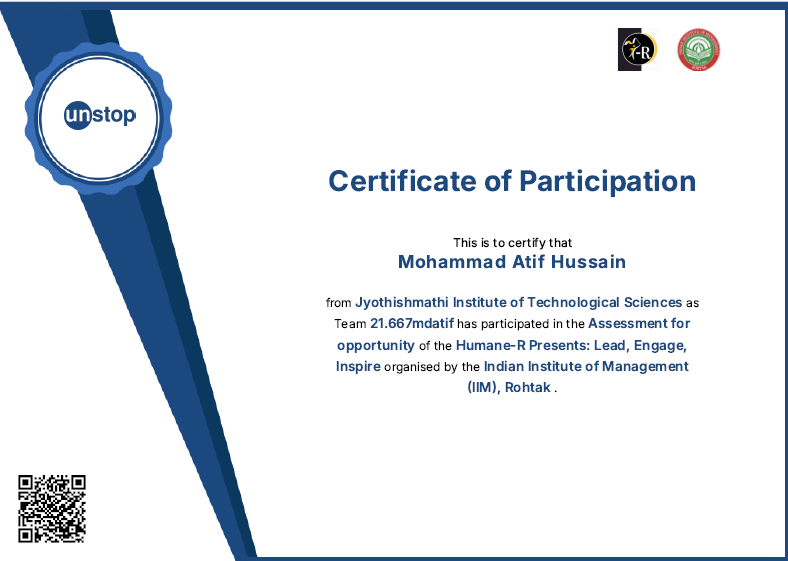 unstop
-R
Certificate of Participation
This is to certify that
Mohammad Atif Hussain
from Jyothishmathi Institute of Technological Sciences as
Team 21.667mdatif has participated in the Assessment for
opportunity of the Humane-R Presents: Lead, Engage,
Inspire organised by the Indian Institute of Management
(IIM), Rohtak .